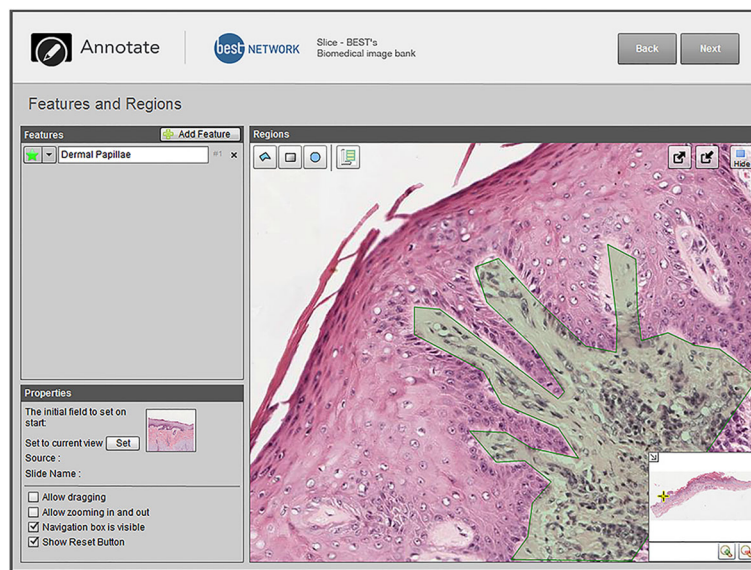 Annotate
best NETWORK
Slice - BEST's
Biomedical image bank
Back
Next
Features and Regions
Features
Add Feature
Dermal Papillae
#1
Regions
Hide
Properties
The initial field to set on
start:
Set to current view
Set
Source :
Slide Name :
Allow dragging
Allow zooming in and out
Navigation box is visible
Show Reset Button